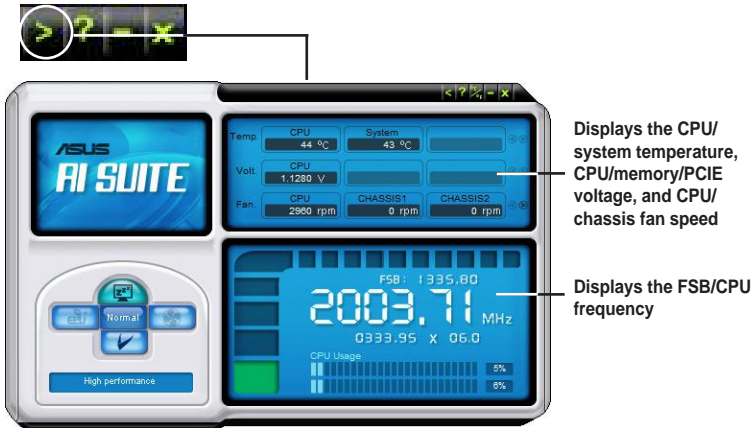 > ? - x
< ? °C/°F - x
ASUS
AI SUITE
Temp. CPU System
44 °C 43 °C
Volt. CPU
1.1280 V
Fan. CPU CHASSIS1 CHASSIS2
2960 rpm 0 rpm 0 rpm
Displays the CPU/
system temperature,
CPU/memory/PCIE
voltage, and CPU/
chassis fan speed
FSB: 1335.80
2003.71 MHz
0333.95 X 06.0
CPU Usage
5%
6%
Displays the FSB/CPU
frequency
zzz
EPU Normal
High performance